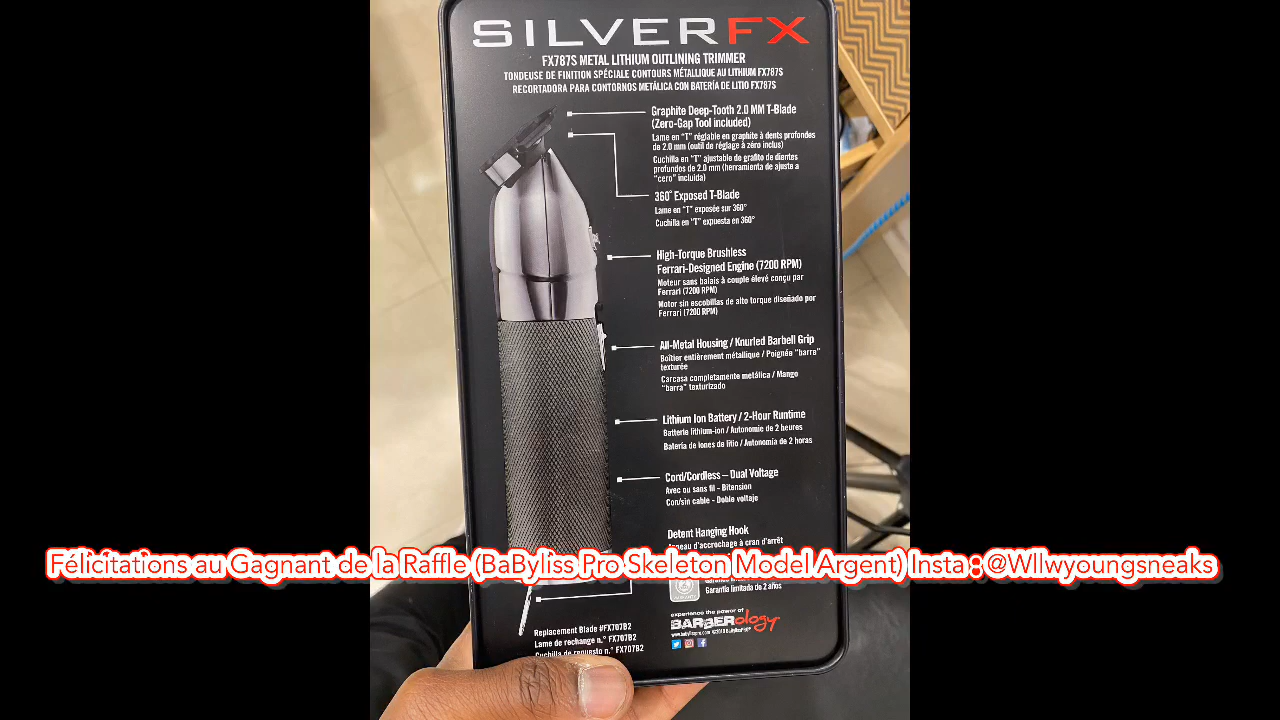 SILVERFX
FX787S METAL LITHIUM OUTLINING TRIMMER
TONDEUSE DE FINITION SPÉCIALE CONTOURS MÉTALLIQUE AU LITHIUM FX787S
RECORTADORA PARA CONTORNOS METÁLICA CON BATERÍA DE LITIO FX787S
Graphite Deep-Tooth 2.0 MM T-Blade
(Zero-Gap Tool included)
Lame en “T” réglable en graphite à dents profondes
de 2.0 mm (outil de réglage à zéro inclus)
Cuchilla en “T” ajustable de grafito de dientes
profundos de 2.0 mm (herramienta de ajuste a
“cero” incluida)
360° Exposed T-Blade
Lame en “T” exposée sur 360°
Cuchilla en “T” expuesta en 360°
High-Torque Brushless
Ferrari-Designed Engine (7200 RPM)
Moteur sans balais à couple élevé conçu par
Ferrari (7200 RPM)
Motor sin escobillas de alto torque diseñado por
Ferrari (7200 RPM)
All-Metal Housing / Knurled Barbell Grip
Boîtier entièrement métallique / Poignée “barre”
texturée
Carcasa completamente metálica / Mango
“barra” texturizado
Lithium Ion Battery / 2-Hour Runtime
Batterie lithium-ion / Autonomie de 2 heures
Batería de iones de litio / Autonomía de 2 horas
Cord/Cordless – Dual Voltage
Avec ou sans fil - Bitension
Con/sin cable - Doble voltaje
Detent Hanging Hook
d’accrochage à cran d’arrêt
Félicitations au Gagnant de la Raffle (BaByliss Pro Skeleton Model Argent) Insta : @Wllwyoungsneaks
Garantía limitada de 2 años
experience the power of
BARBERology
www.babylisspro.com
Replacement Blade #FX707B2
Lame de rechange n.° FX707B2
Cuchilla de repuesto n.° FX707B2